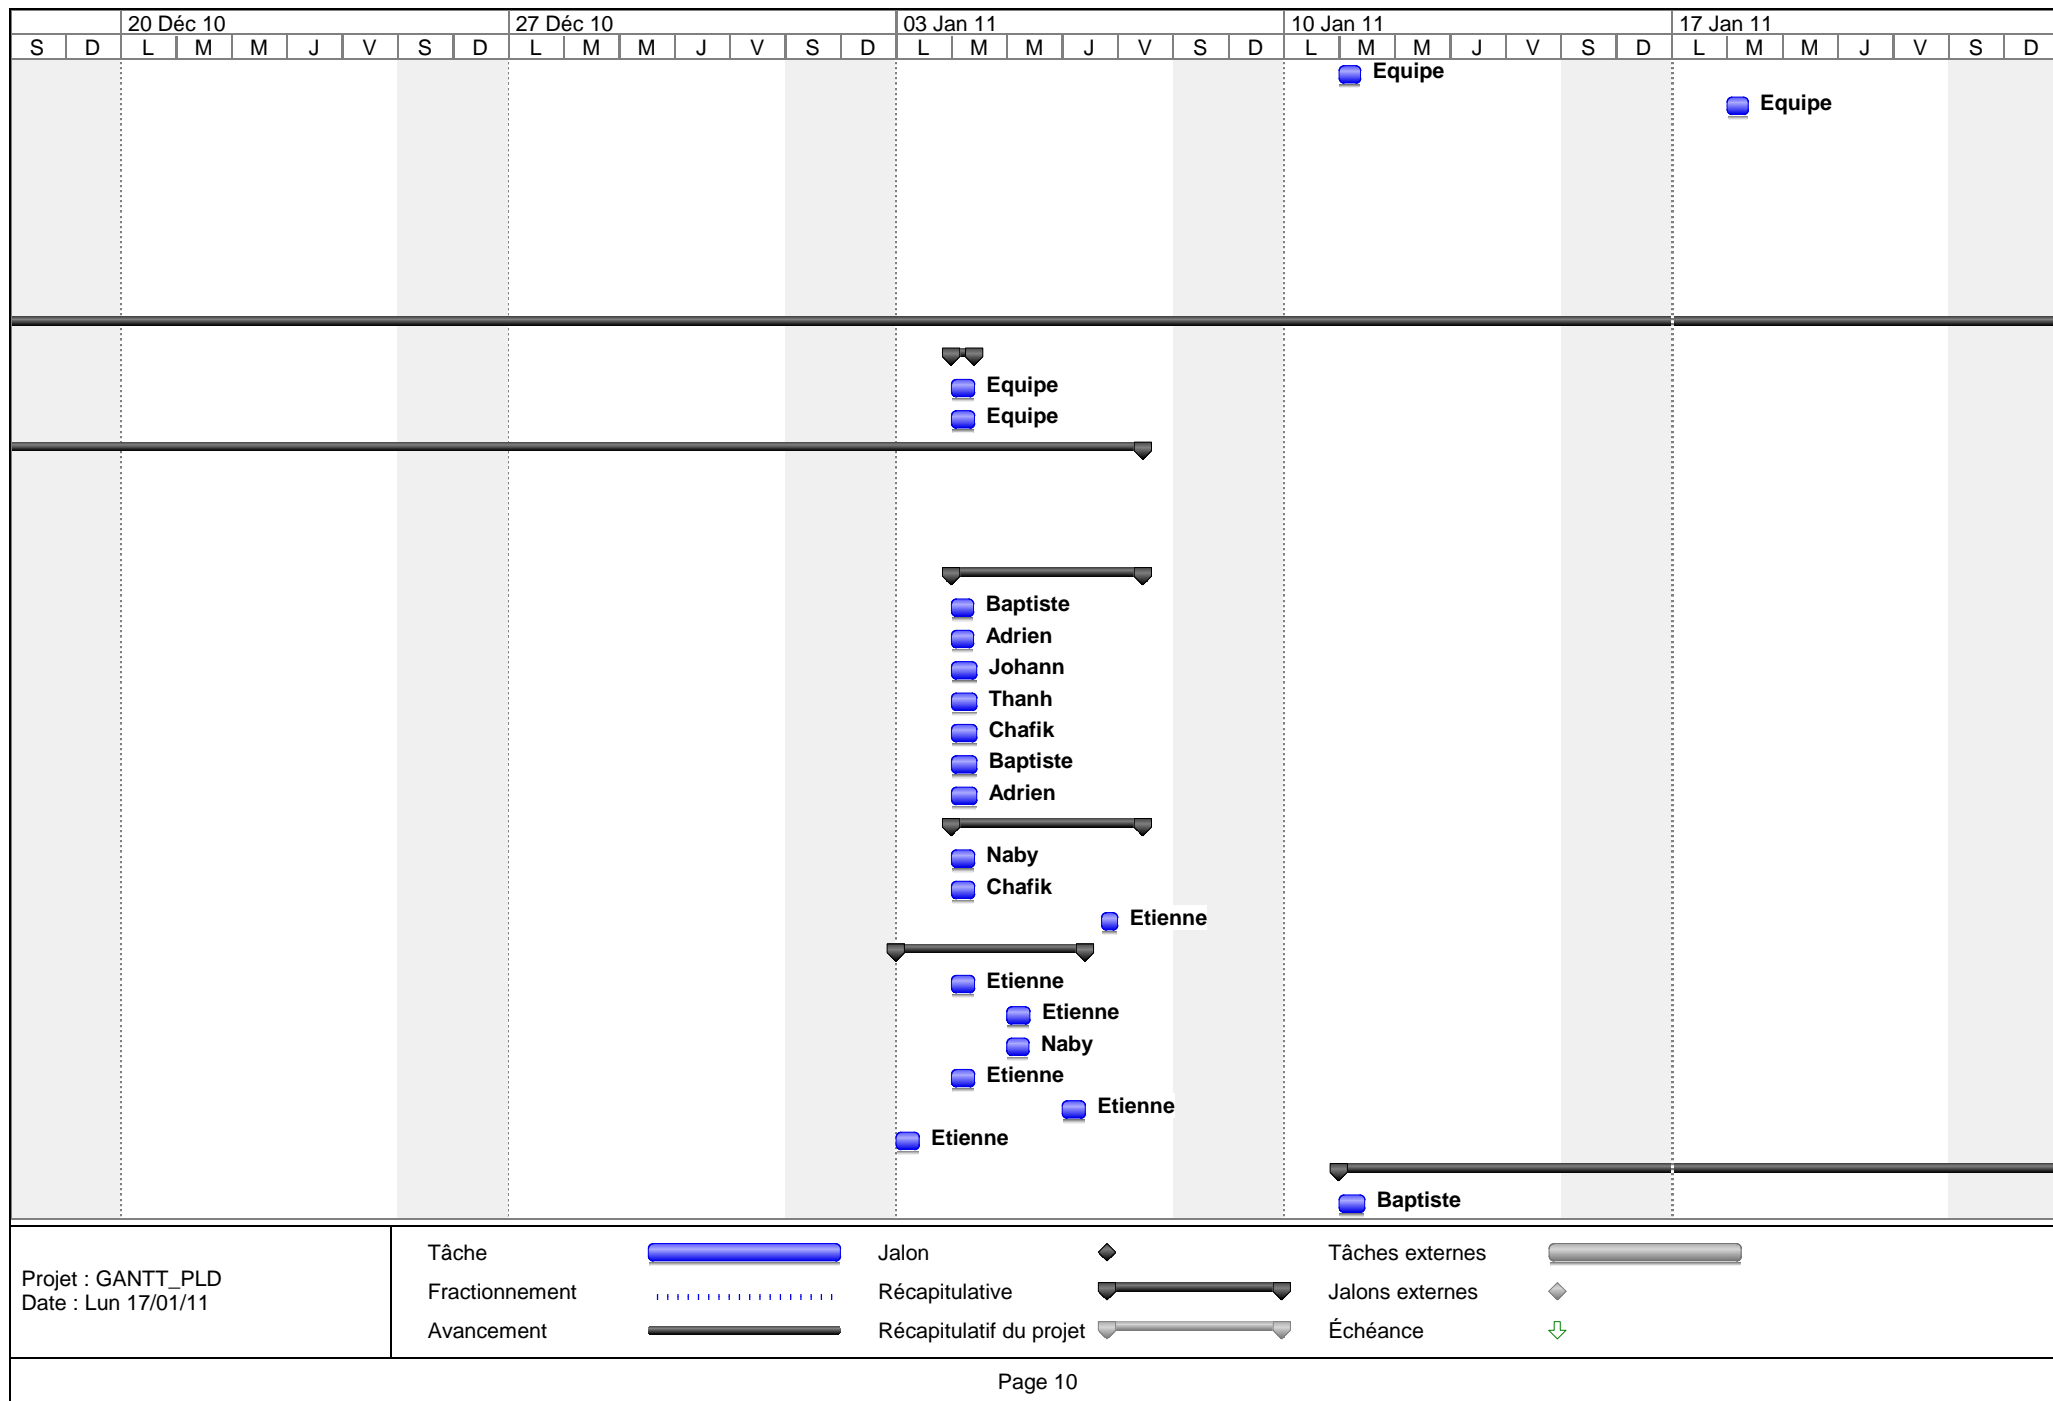 20 Déc 10 27 Déc 10 03 Jan 11 10 Jan 11 17 Jan 11
S D L M M J V S D L M M J V S D L M M J V S D L M M J V S D L M M J V S D
Equipe
Equipe
Equipe
Equipe
Baptiste
Adrien
Johann
Thanh
Chafik
Baptiste
Adrien
Naby
Chafik
Etienne
Etienne
Etienne
Naby
Etienne
Etienne
Etienne
Baptiste
Projet : GANTT_PLD
Date : Lun 17/01/11
Tâche
Fractionnement
Avancement
Jalon
Récapitulative
Récapitulatif du projet
Tâches externes
Jalons externes
Échéance
Page 10